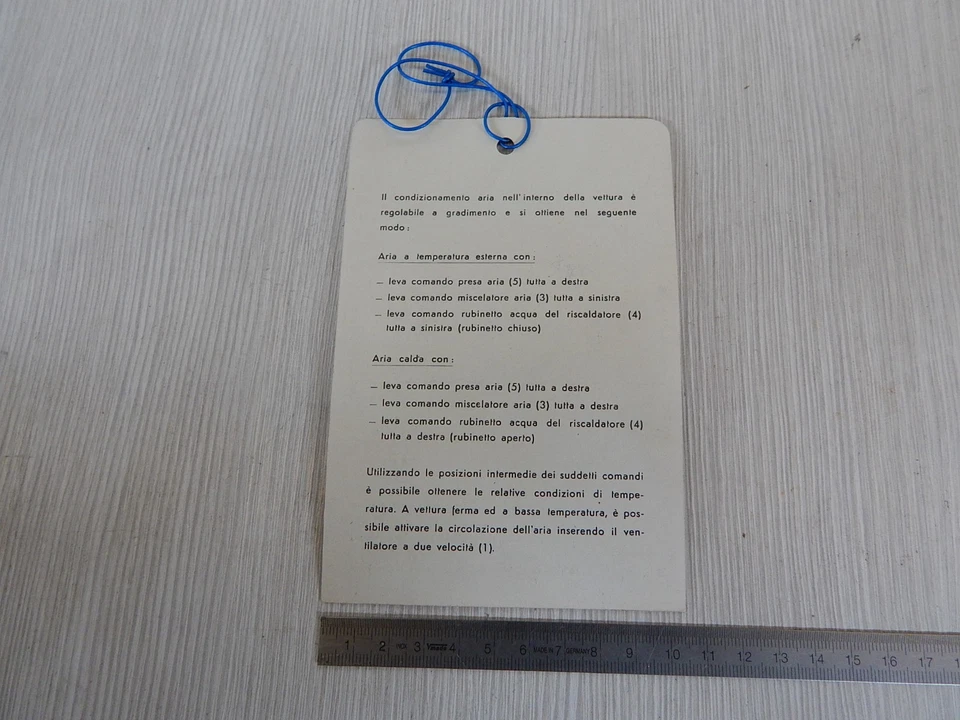 Il condizionamento aria nell'interno della vettura è
regolabile a gradimento e si ottiene nel seguente
modo:
Aria a temperatura esterna con:
— leva comando presa aria (5) tutta a destra
— leva comando miscelatore aria (3) tutta a sinistra
— leva comando rubinetto acqua del riscaldatore (4)
tutta a sinistra (rubinetto chiuso)
Aria calda con:
— leva comando presa aria (5) tutta a destra
— leva comando miscelatore aria (3) tutta a destra
— leva comando rubinetto acqua del riscaldatore (4)
tutta a destra (rubinetto aperto)
Utilizzando le posizioni intermedie dei suddetti comandi
é possibile ottenere le relative condizioni di tempe-
ratura. A vettura ferma ed a bassa temperatura, è pos-
sibile attivare la circolazione dell'aria inserendo il ven-
tilatore a due velocità (1).
1 2 3 4 5 6 MADE IN 7 GERMANY 8 9 10 11 12 13 14 15 16 17